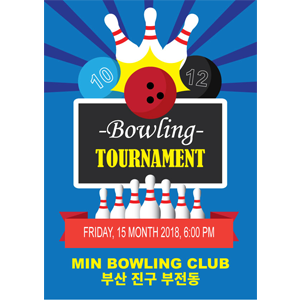 10
12
-Bowling-
TOURNAMENT
FRIDAY, 15 MONTH 2018, 6:00 PM
MIN BOWLING CLUB
부산 진구 부전동